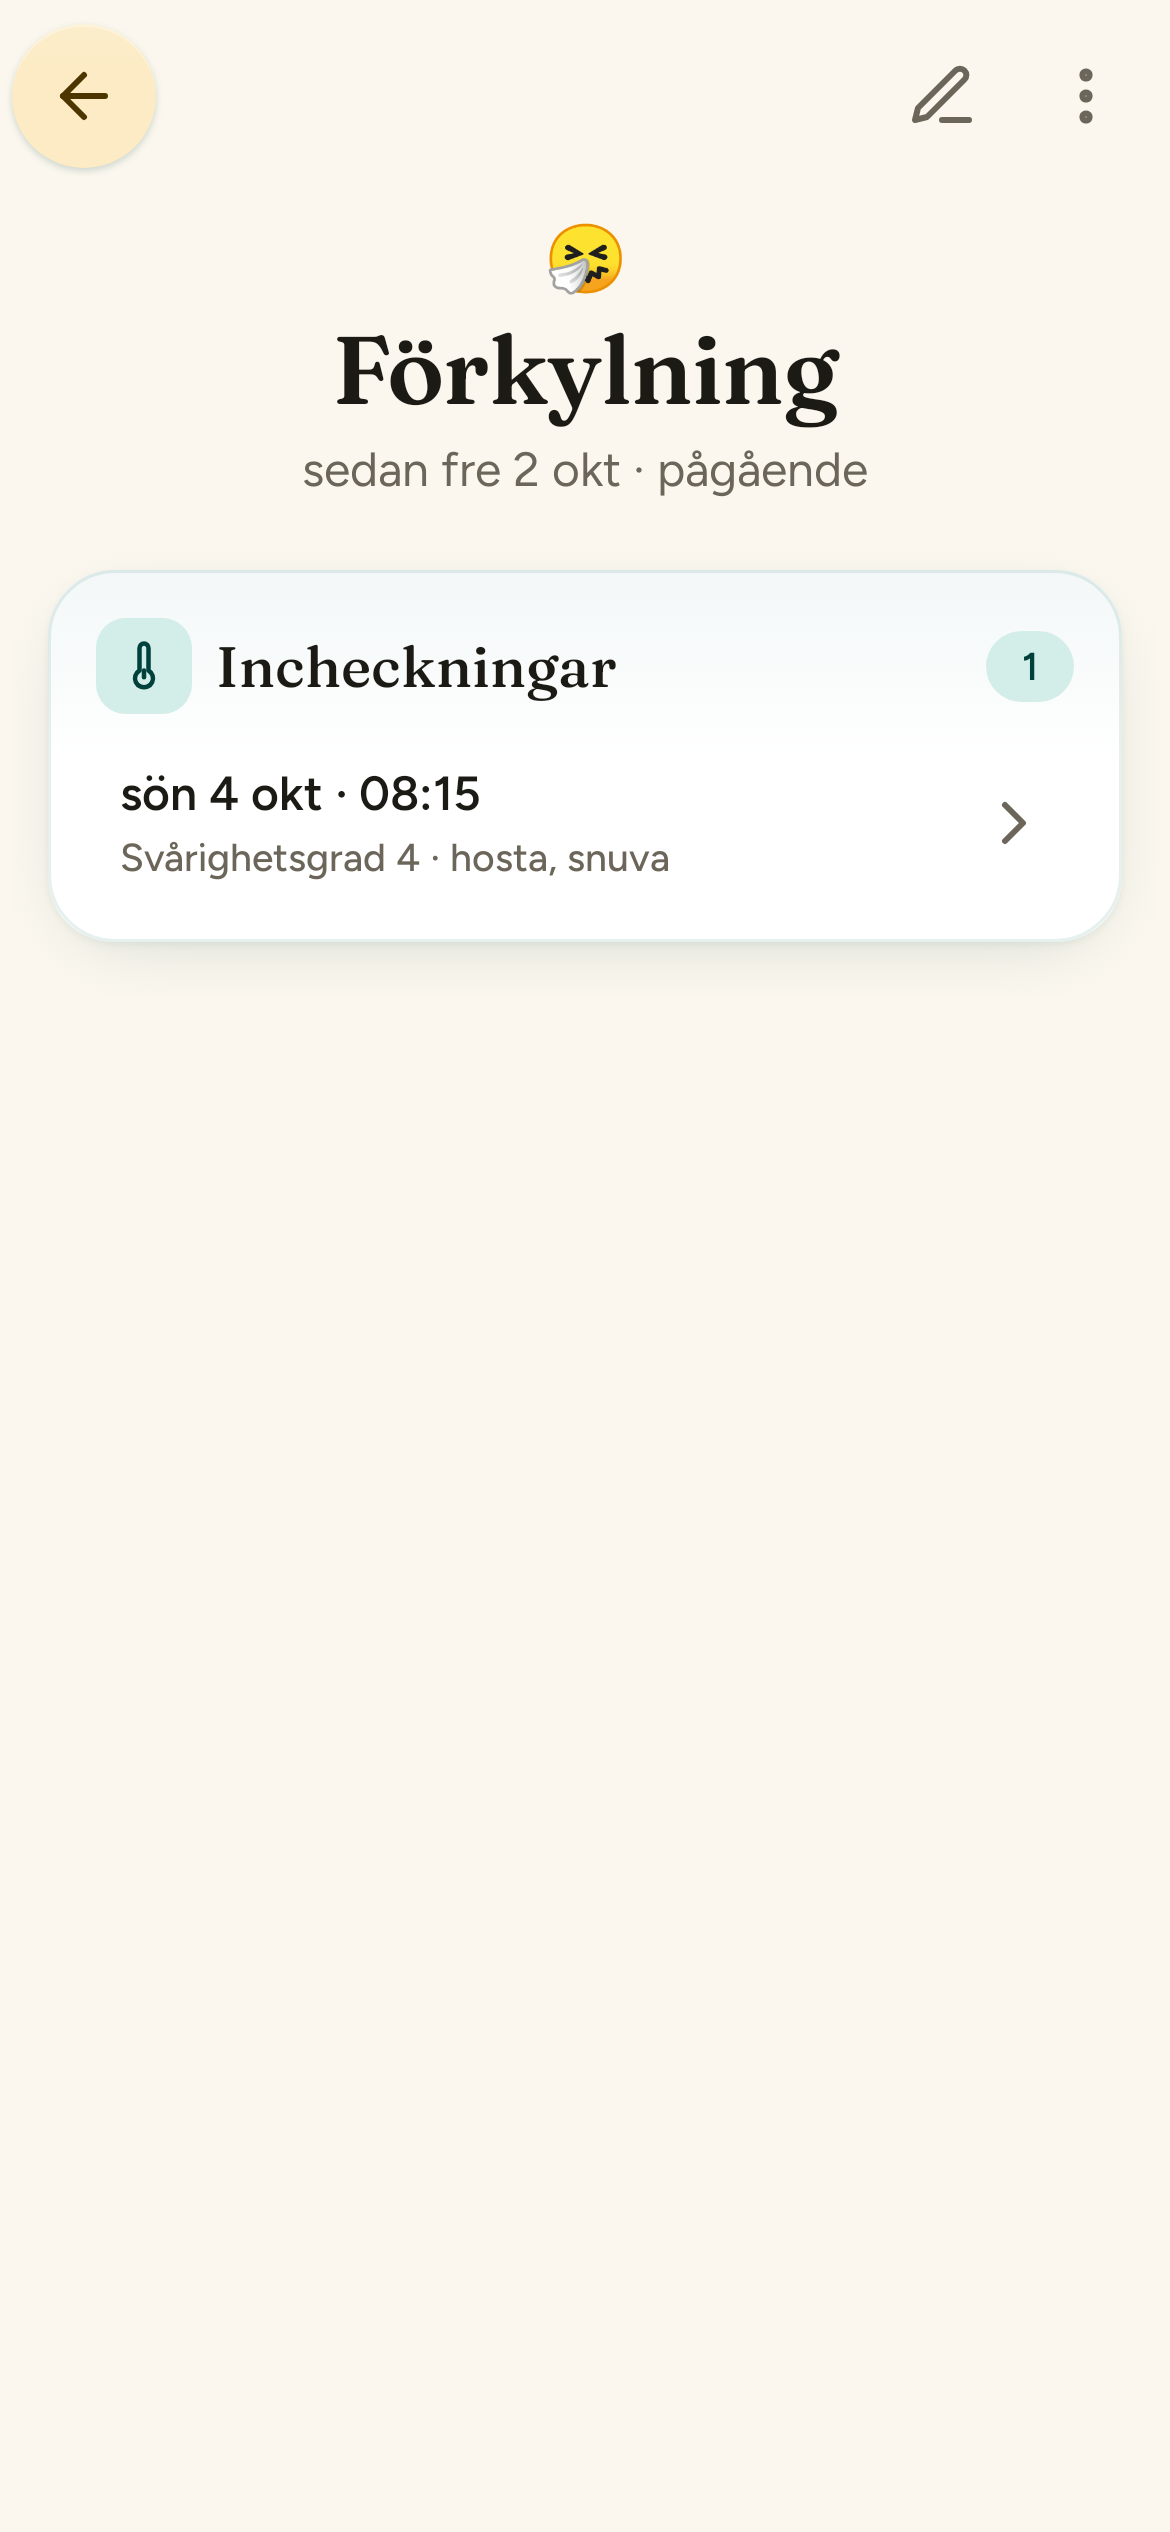 Förkylning
sedan fre 2 okt · pågående
Incheckningar
1
sön 4 okt · 08:15
Svårighetsgrad 4 · hosta, snuva